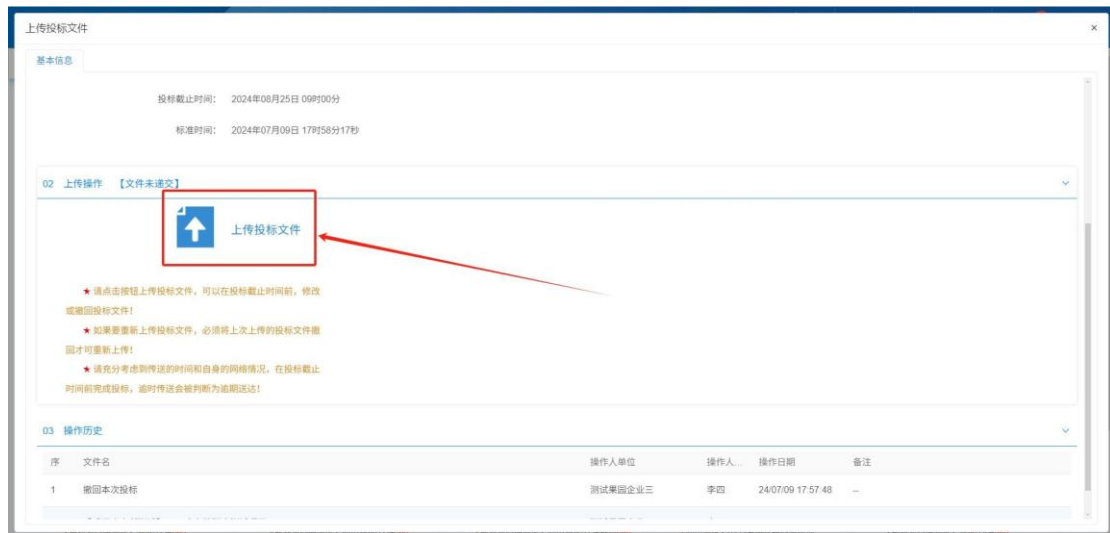 上传投标文件
×
基本信息
投标截止时间： 2024年08月25日 09时00分
标准时间： 2024年07月09日 17时58分17秒
02 上传操作 【文件未递交】
上传投标文件
★ 请点击按钮上传投标文件，可以在投标截止时间前，修改
或撤回投标文件！
★ 如果要重新上传投标文件，必须将上次上传的投标文件撤
回才可重新上传！
★ 请充分考虑到传送的时间和自身的网络情况，在投标截止
时间前完成投标，逾时传送会被判断为逾期送达！
03 操作历史
序 文件名 操作人单位 操作人... 操作日期 备注
1 撤回本次投标 测试果园企业三 李四 24/07/09 17:57:48 --